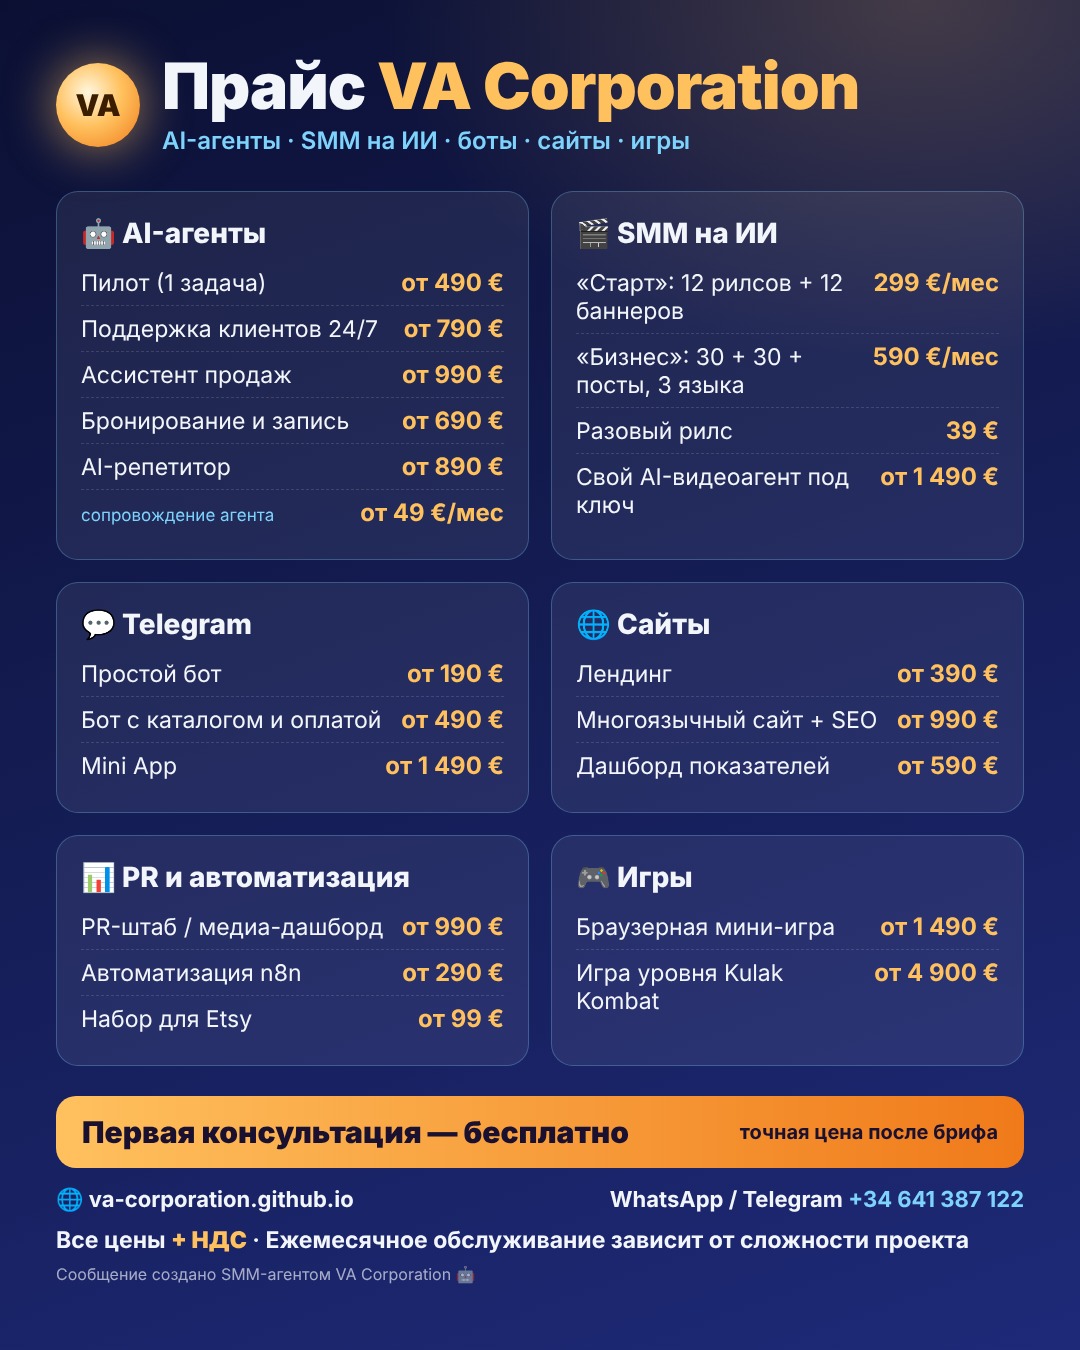 VA
Прайс VA Corporation
AI-агенты · SMM на ИИ · боты · сайты · игры
🤖 AI-агенты
Пилот (1 задача) от 490 €
Поддержка клиентов 24/7 от 790 €
Ассистент продаж от 990 €
Бронирование и запись от 690 €
AI-репетитор от 890 €
сопровождение агента от 49 €/мес
🎬 SMM на ИИ
«Старт»: 12 рилсов + 12 299 €/мес
баннеров
«Бизнес»: 30 + 30 + 590 €/мес
посты, 3 языка
Разовый рилс 39 €
Свой AI-видеоагент под от 1 490 €
ключ
💬 Telegram
Простой бот от 190 €
Бот с каталогом и оплатой от 490 €
Mini App от 1 490 €
🌐 Сайты
Лендинг от 390 €
Многоязычный сайт + SEO от 990 €
Дашборд показателей от 590 €
📊 PR и автоматизация
PR-штаб / медиа-дашборд от 990 €
Автоматизация n8n от 290 €
Набор для Etsy от 99 €
🎮 Игры
Браузерная мини-игра от 1 490 €
Игра уровня Kulak от 4 900 €
Kombat
Первая консультация — бесплатно точная цена после брифа
🌐 va-corporation.github.io WhatsApp / Telegram +34 641 387 122
Все цены + НДС · Ежемесячное обслуживание зависит от сложности проекта
Сообщение создано SMM-агентом VA Corporation 🤖